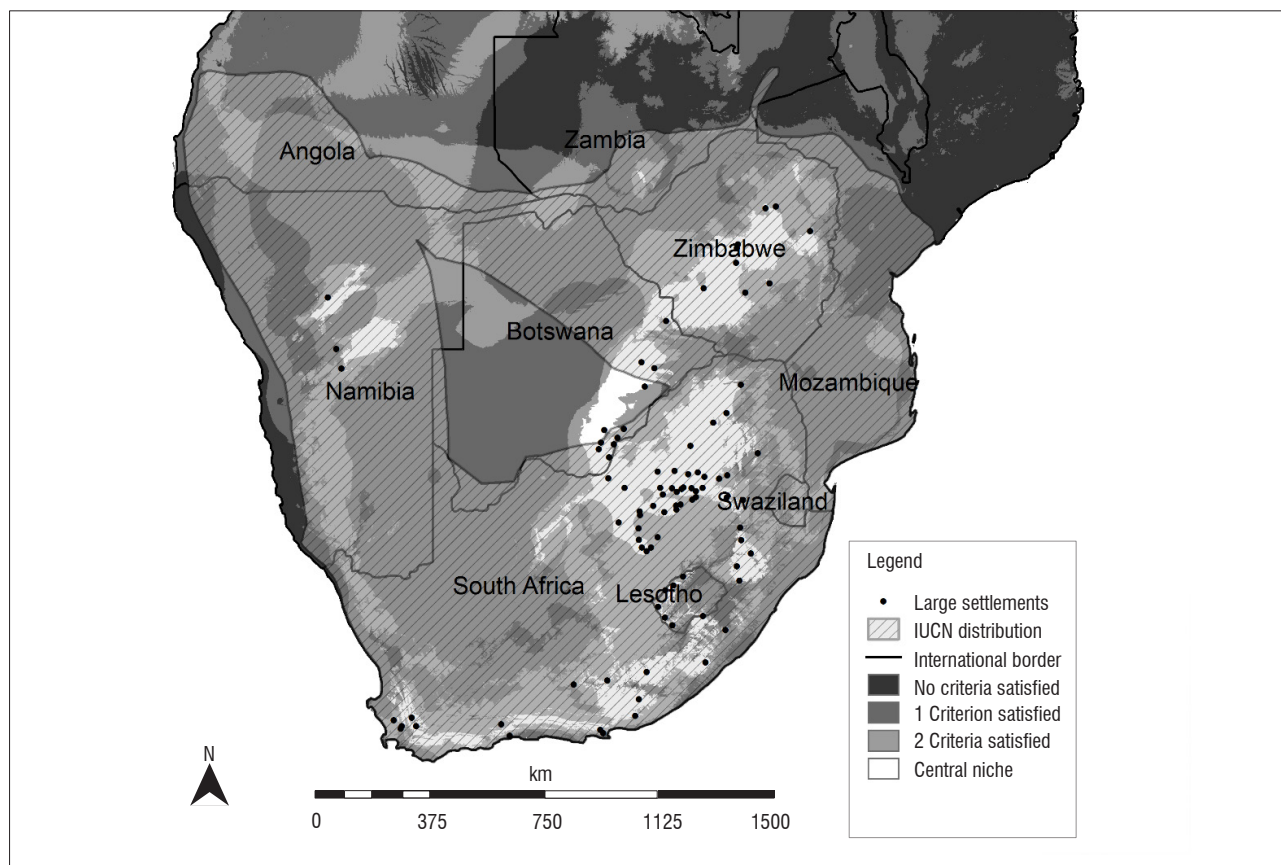 Angola
Zambia
Zimbabwe
Botswana
Namibia
Mozambique
Swaziland
South Africa
Lesotho
Legend
Large settlements
IUCN distribution
International border
No criteria satisfied
1 Criterion satisfied
2 Criteria satisfied
Central niche
N
km
0 375 750 1125 1500